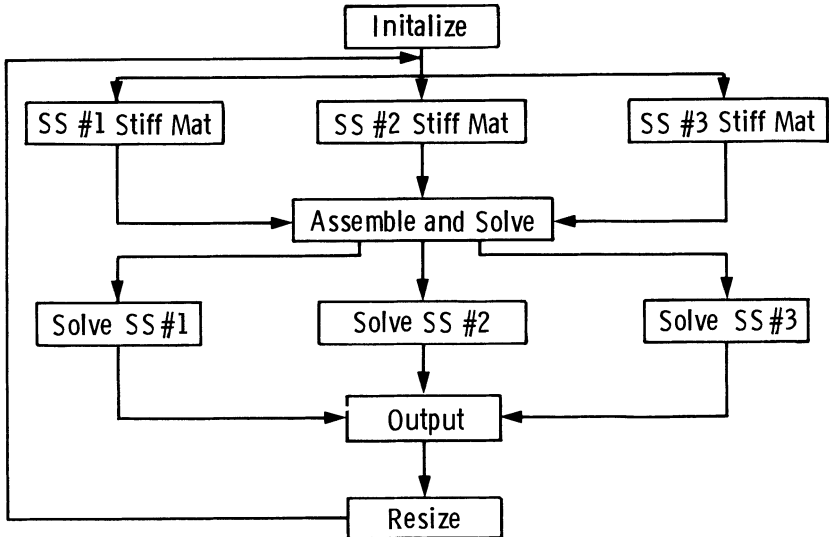 Initalize
SS #1 Stiff Mat
SS #2 Stiff Mat
SS #3 Stiff Mat
Assemble and Solve
Solve SS #1
Solve SS #2
Solve SS #3
Output
Resize